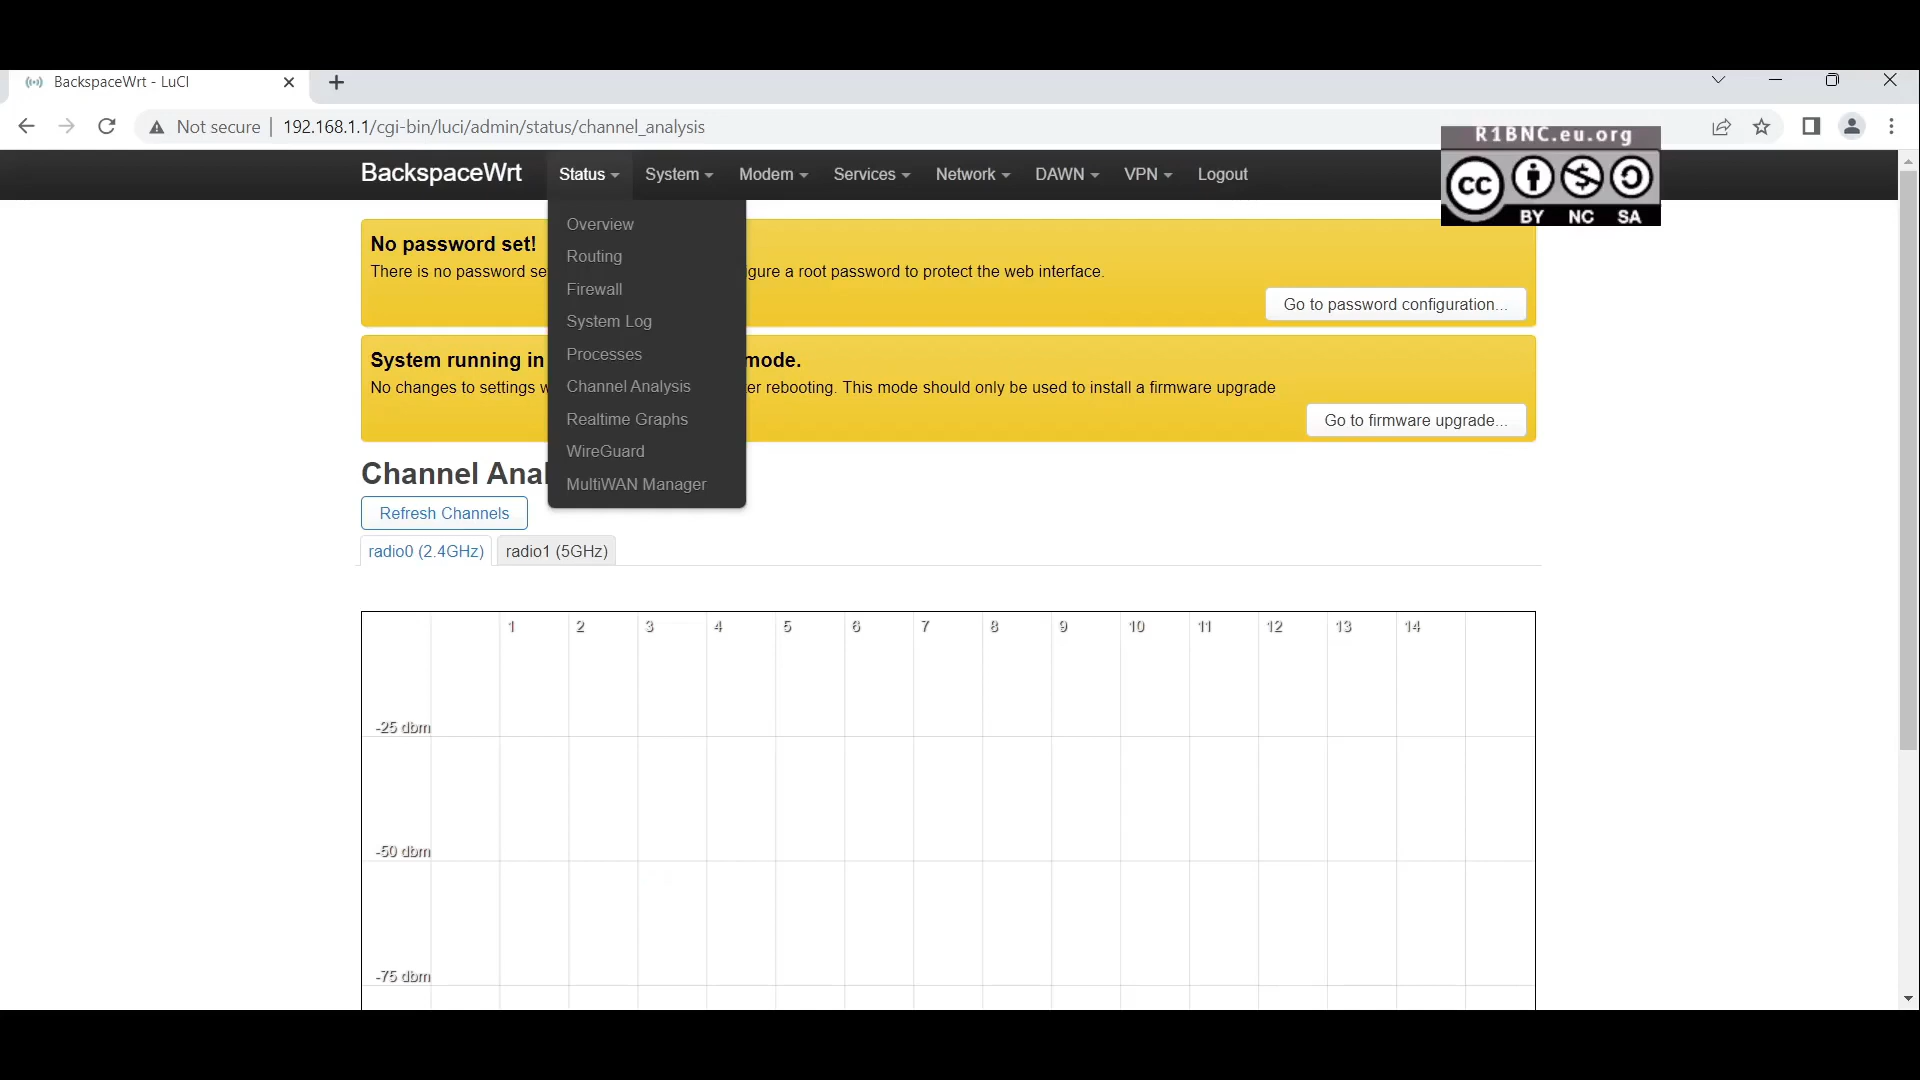 BackspaceWrt - LuCI
Not secure
192.168.1.1/cgi-bin/luci/admin/status/channel_analysis
R1BNC.eu.org
cc
BY NC SA
BackspaceWrt
Status
System
Modem
Services
Network
DAWN
VPN
Logout
Overview
Routing
Firewall
System Log
Processes
Channel Analysis
Realtime Graphs
WireGuard
MultiWAN Manager
No password set!
There is no password se gure a root password to protect the web interface.
Go to password configuration...
System running in mode.
No changes to settings w er rebooting. This mode should only be used to install a firmware upgrade
Go to firmware upgrade...
Channel Anal
Refresh Channels
radio0 (2.4GHz)
radio1 (5GHz)
1 2 3 4 5 6 7 8 9 10 11 12 13 14
-25 dbm
-50 dbm
-75 dbm